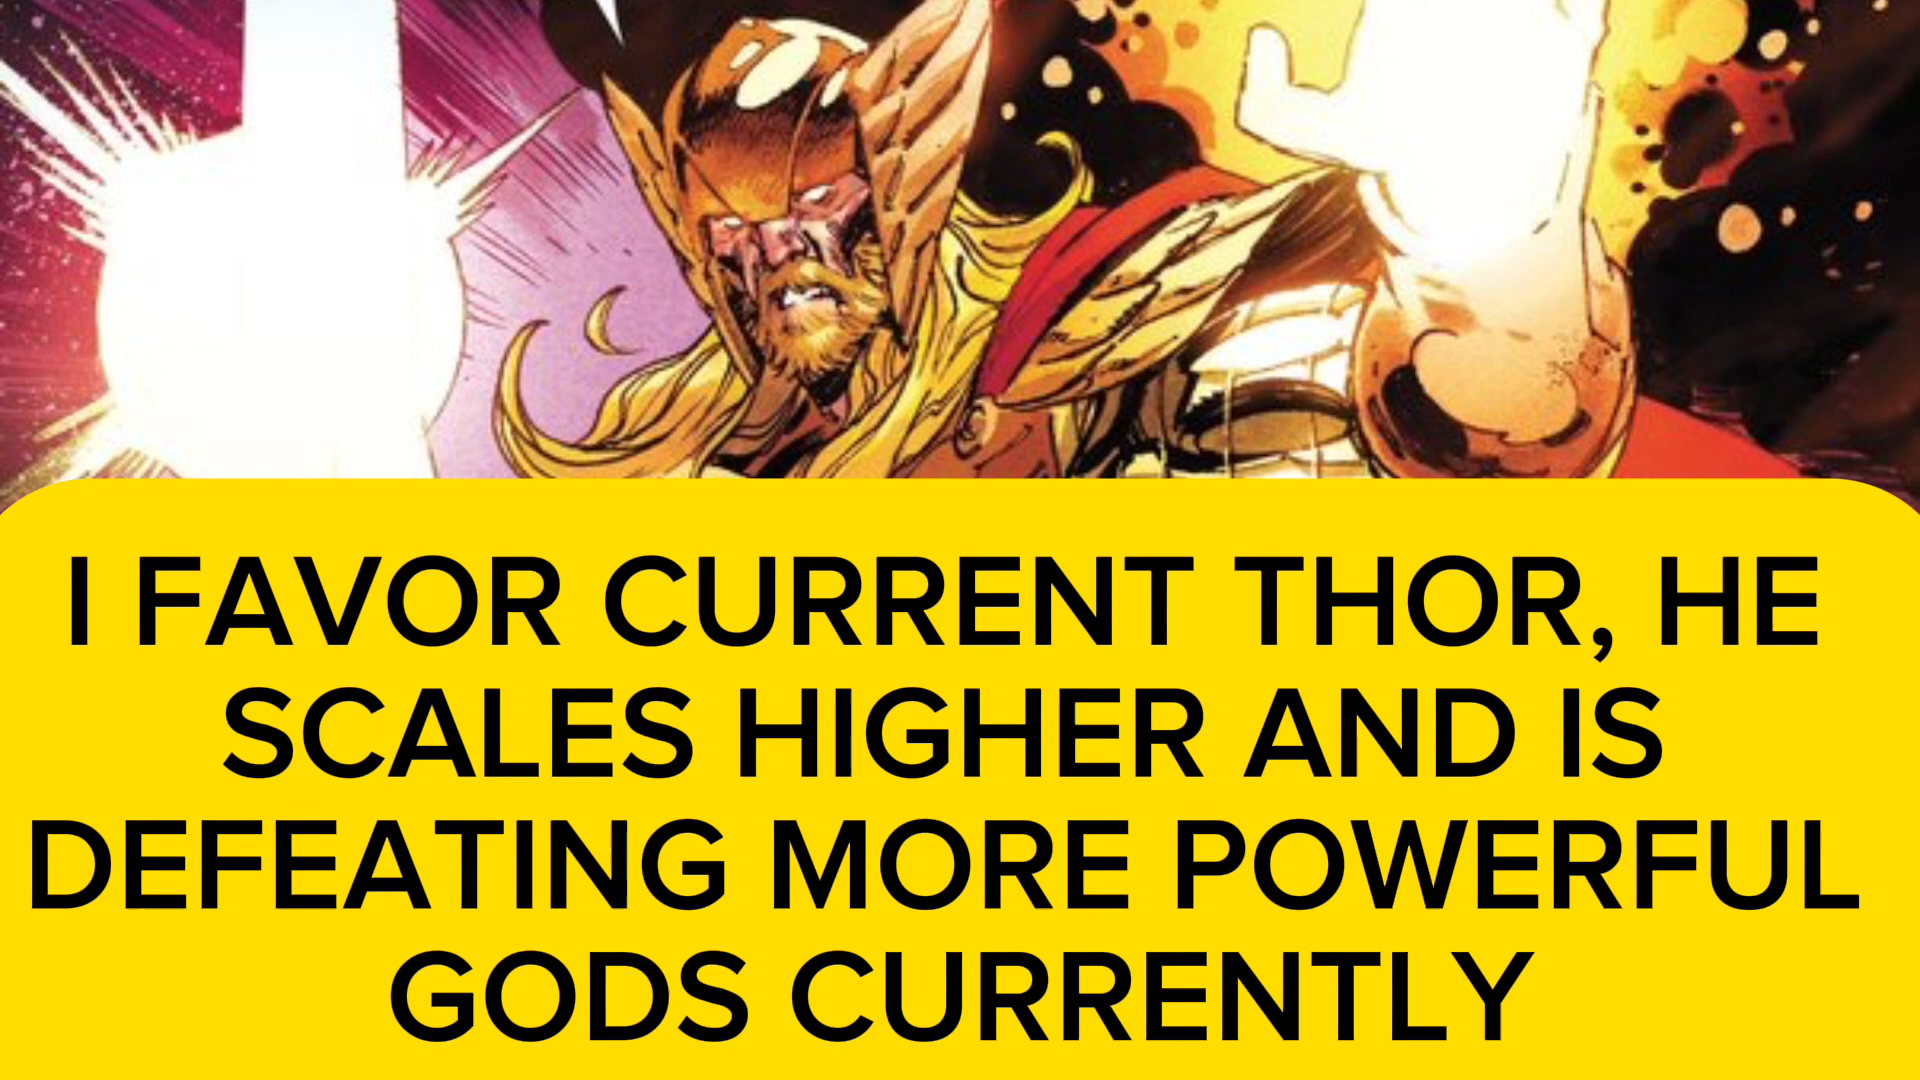 I FAVOR CURRENT THOR, HE
SCALES HIGHER AND IS
DEFEATING MORE POWERFUL
GODS CURRENTLY